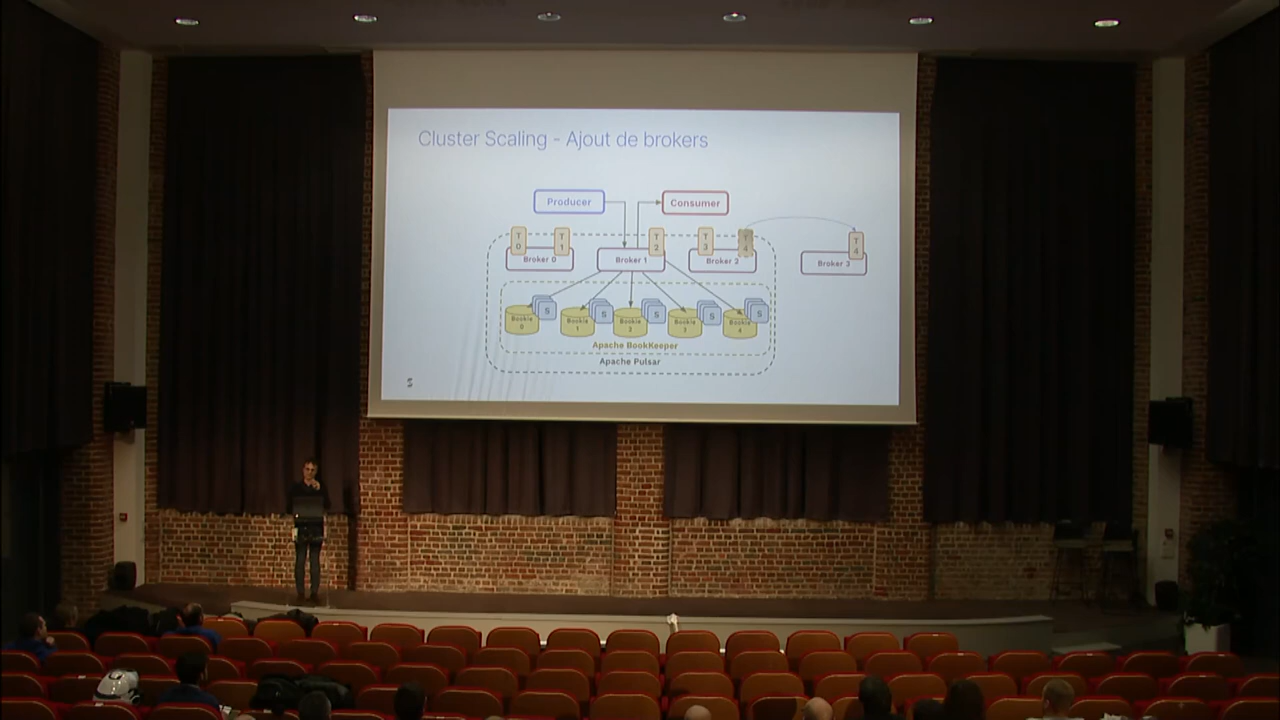 Cluster Scaling - Ajout de brokers
Producer
Consumer
T 0
T 1
T 2
T 3
T 4
T 4
Broker 0
Broker 1
Broker 2
Broker 3
S
S
S
S
S
Bookie 0
Bookie 1
Bookie 2
Bookie 3
Bookie 4
Apache BookKeeper
Apache Pulsar